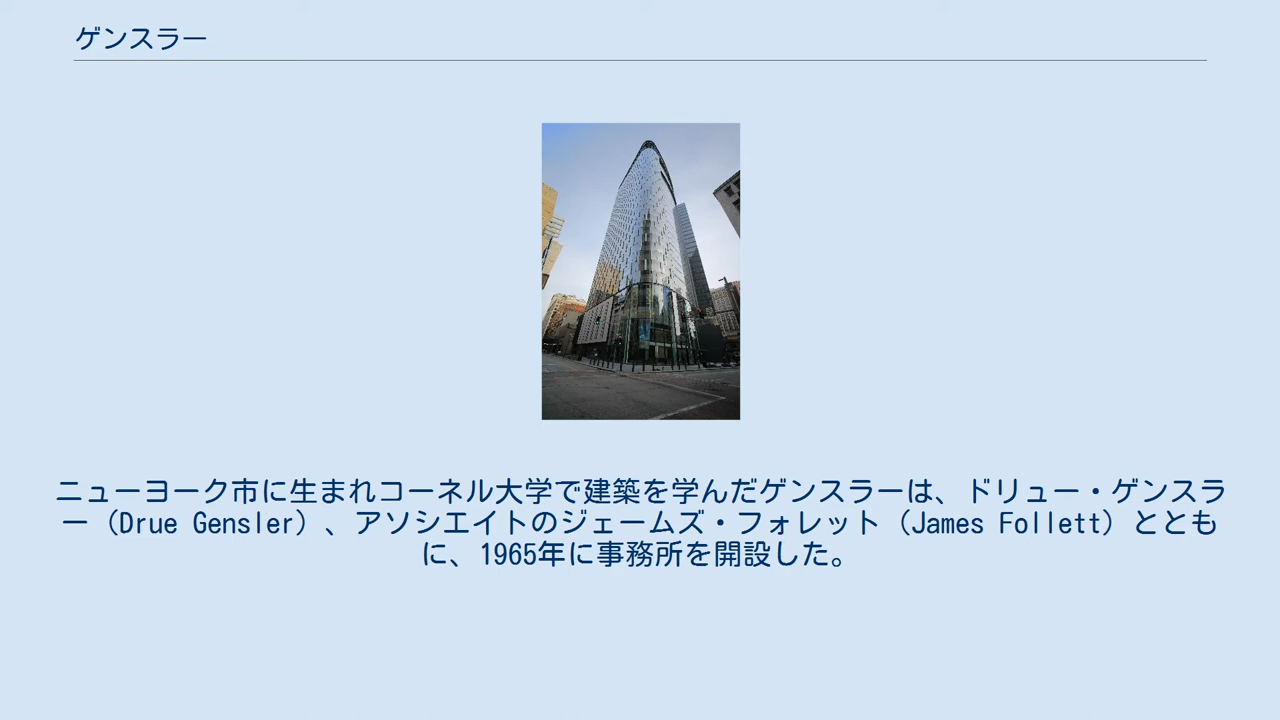 ゲンスラー
ニューヨーク市に生まれコーネル大学で建築を学んだゲンスラーは、ドリュー・ゲンスラ
ー（Drue Gensler）、アソシエイトのジェームズ・フォレット（James Follett）ととも
に、1965年に事務所を開設した。